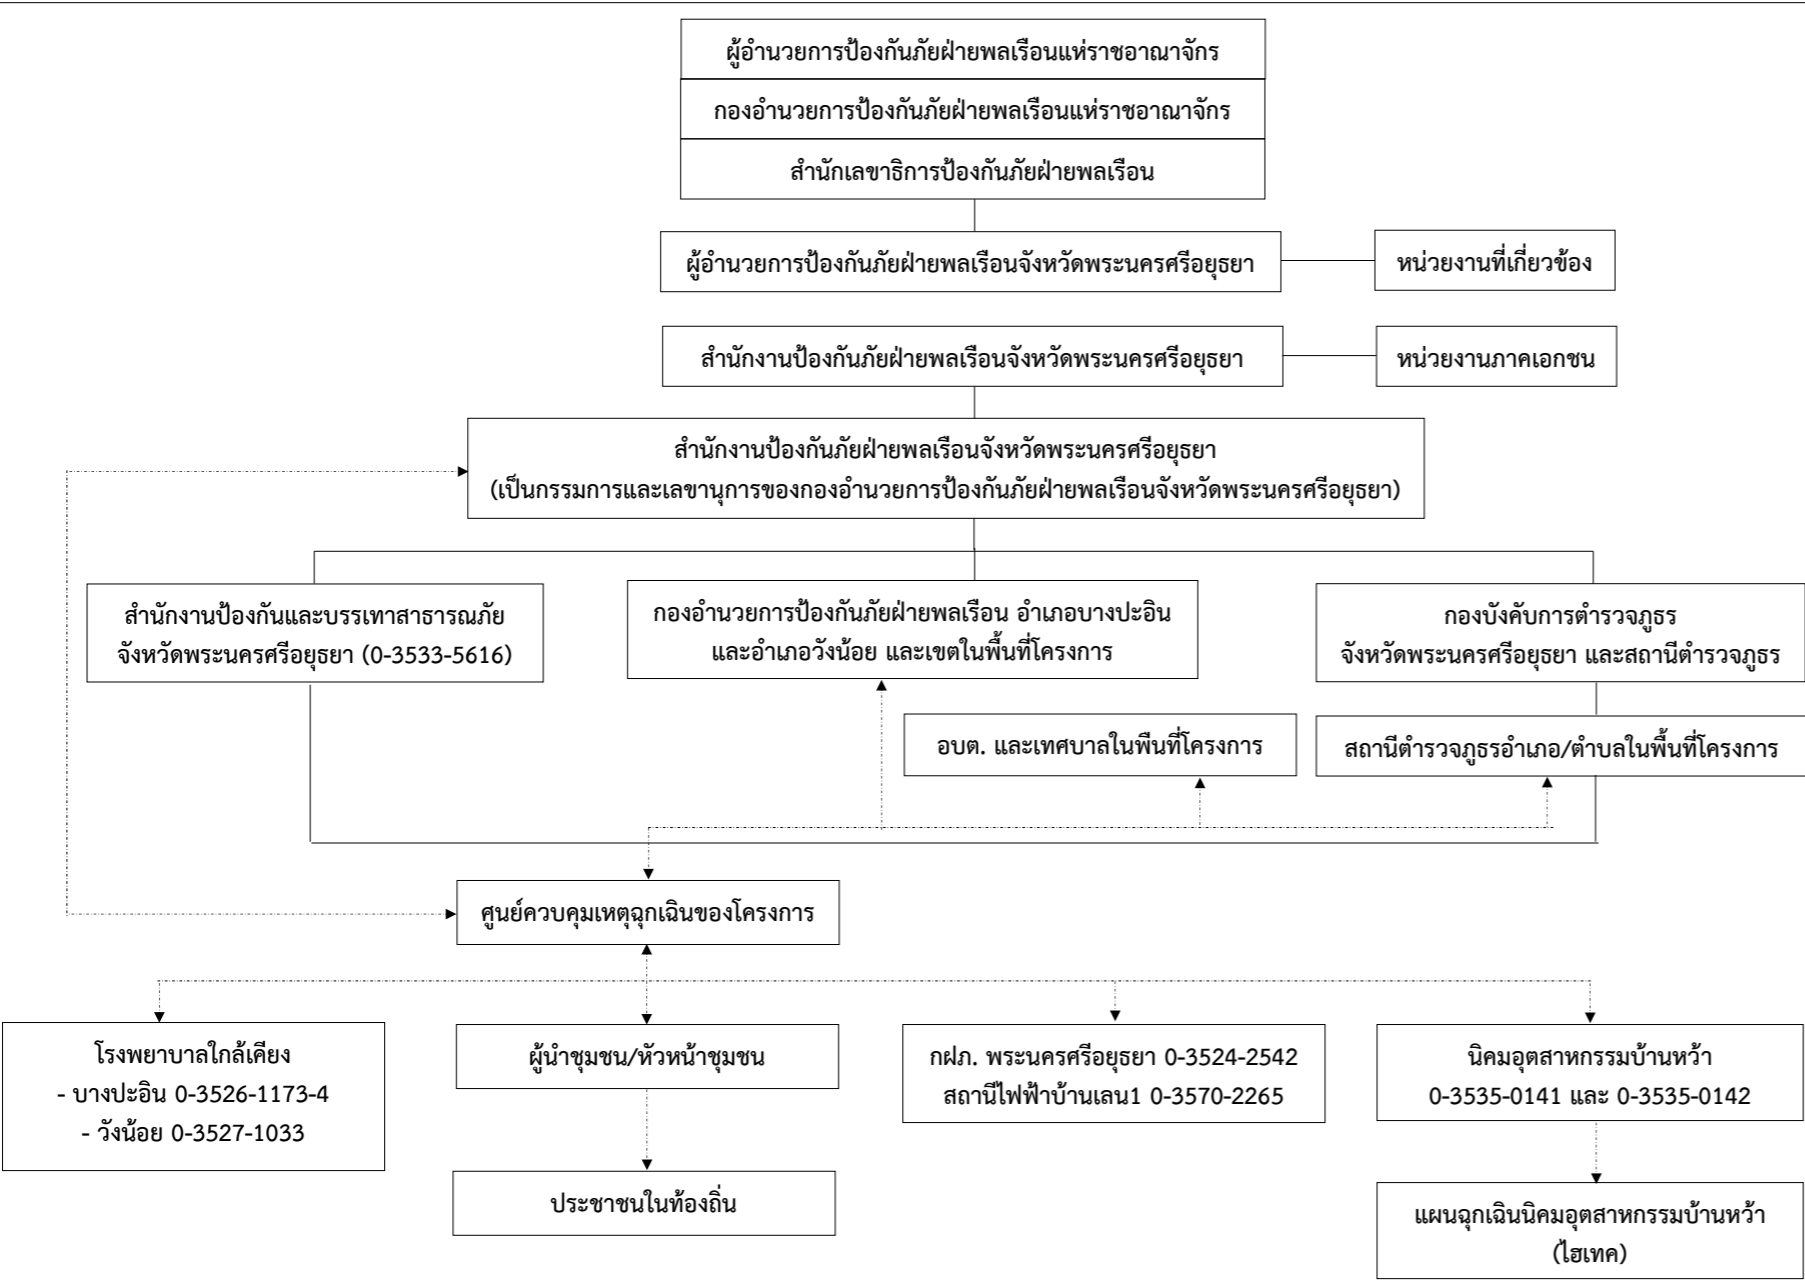 ผู้อำนวยการป้องกันภัยฝ่ายพลเรือนแห่ราชอาณาจักร
กองอำนวยการป้องกันภัยฝ่ายพลเรือนแห่ราชอาณาจักร
สำนักเลขาธิการป้องกันภัยฝ่ายพลเรือน
ผู้อำนวยการป้องกันภัยฝ่ายพลเรือนจังหวัดพระนครศรีอยุธยา
หน่วยงานที่เกี่ยวข้อง
สำนักงานป้องกันภัยฝ่ายพลเรือนจังหวัดพระนครศรีอยุธยา
หน่วยงานภาคเอกชน
สำนักงานป้องกันภัยฝ่ายพลเรือนจังหวัดพระนครศรีอยุธยา
(เป็นกรรมการและเลขานุการของกองอำนวยการป้องกันภัยฝ่ายพลเรือนจังหวัดพระนครศรีอยุธยา)
สำนักงานป้องกันและบรรเทาสาธารณภัย
จังหวัดพระนครศรีอยุธยา (0-3533-5616)
กองอำนวยการป้องกันภัยฝ่ายพลเรือน อำเภอบางปะอิน
และอำเภอวังน้อย และเขตในพื้นที่โครงการ
กองบังคับการตำรวจภูธร
จังหวัดพระนครศรีอยุธยา และสถานีตำรวจภูธร
อบต. และเทศบาลในพืนที่โครงการ
สถานีตำรวจภูธรอำเภอ/ตำบลในพื้นที่โครงการ
ศูนย์ควบคุมเหตุฉุกเฉินของโครงการ
โรงพยาบาลใกล้เคียง
- บางปะอิน 0-3526-1173-4
- วังน้อย 0-3527-1033
ผู้นำชุมชน/หัวหน้าชุมชน
กฝภ. พระนครศรีอยุธยา 0-3524-2542
สถานีไฟฟ้าบ้านเลน1 0-3570-2265
นิคมอุตสาหกรรมบ้านหว้า
0-3535-0141 และ 0-3535-0142
ประชาชนในท้องถิ่น
แผนฉุกเฉินนิคมอุตสาหกรรมบ้านหว้า
(ไฮเทค)